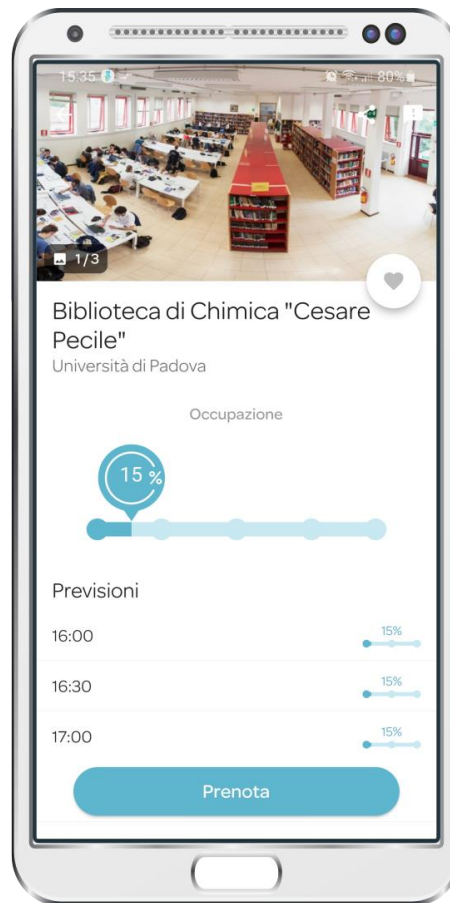 15:35
80%
1/3
Biblioteca di Chimica "Cesare
Pecile"
Università di Padova
Occupazione
15 %
Previsioni
16:00
15%
16:30
15%
17:00
15%
Prenota